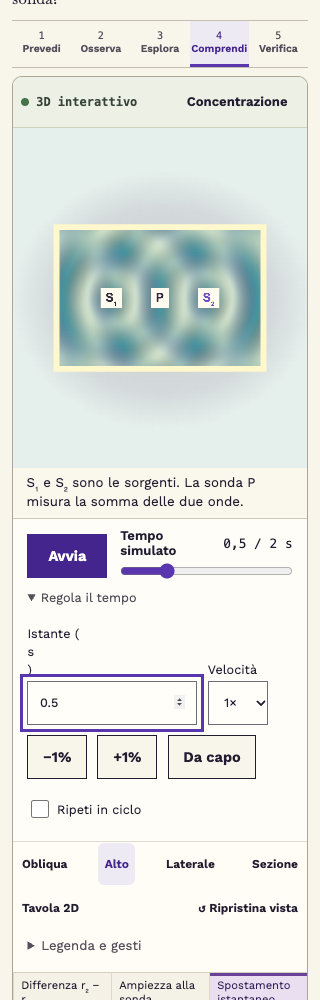 sonda?
1 2 3 4 5
Prevedi Osserva Esplora Comprendi Verifica
3D interattivo Concentrazione
S₁ P S₂
S₁ e S₂ sono le sorgenti. La sonda P
misura la somma delle due onde.
Avvia
Tempo
simulato
0,5 / 2 s
▼ Regola il tempo
Istante (
s
)
Velocità
0.5
1×
−1% +1% Da capo
Ripeti in ciclo
Obliqua Alto Laterale Sezione
Tavola 2D ↺ Ripristina vista
▶ Legenda e gesti
Differenza r₂ − Ampiezza alla Spostamento
r sonda istantaneo